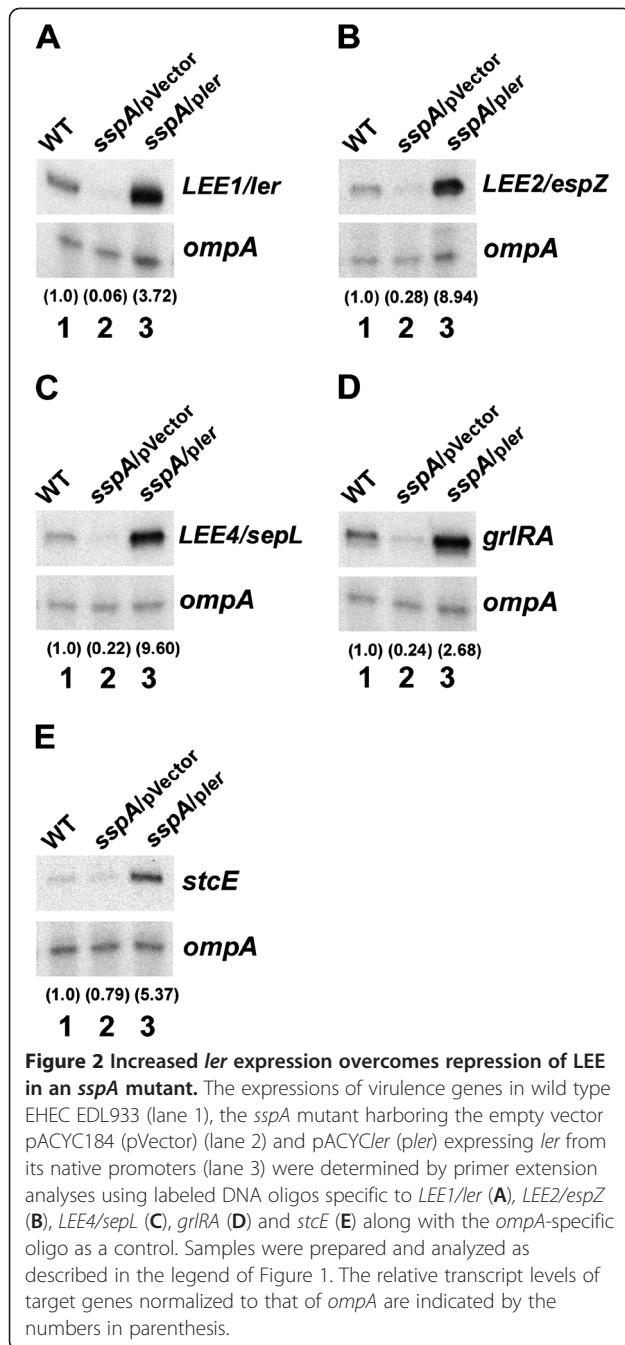 A
WT
sspA/pVector
sspA/pler
LEE1/ler
ompA
(1.0) (0.06) (3.72)
1 2 3
B
WT
sspA/pVector
sspA/pler
LEE2/espZ
ompA
(1.0) (0.28) (8.94)
1 2 3
C
WT
sspA/pVector
sspA/pler
LEE4/sepL
ompA
(1.0) (0.22) (9.60)
1 2 3
D
WT
sspA/pVector
sspA/pler
grlRA
ompA
(1.0) (0.24) (2.68)
1 2 3
E
WT
sspA/pVector
sspA/pler
stcE
ompA
(1.0) (0.79) (5.37)
1 2 3
Figure 2 Increased ler expression overcomes repression of LEE
in an sspA mutant. The expressions of virulence genes in wild type
EHEC EDL933 (lane 1), the sspA mutant harboring the empty vector
pACYC184 (pVector) (lane 2) and pACYCler (pler) expressing ler from
its native promoters (lane 3) were determined by primer extension
analyses using labeled DNA oligos specific to LEE1/ler (A), LEE2/espZ
(B), LEE4/sepL (C), grlRA (D) and stcE (E) along with the ompA-specific
oligo as a control. Samples were prepared and analyzed as
described in the legend of Figure 1. The relative transcript levels of
target genes normalized to that of ompA are indicated by the
numbers in parenthesis.